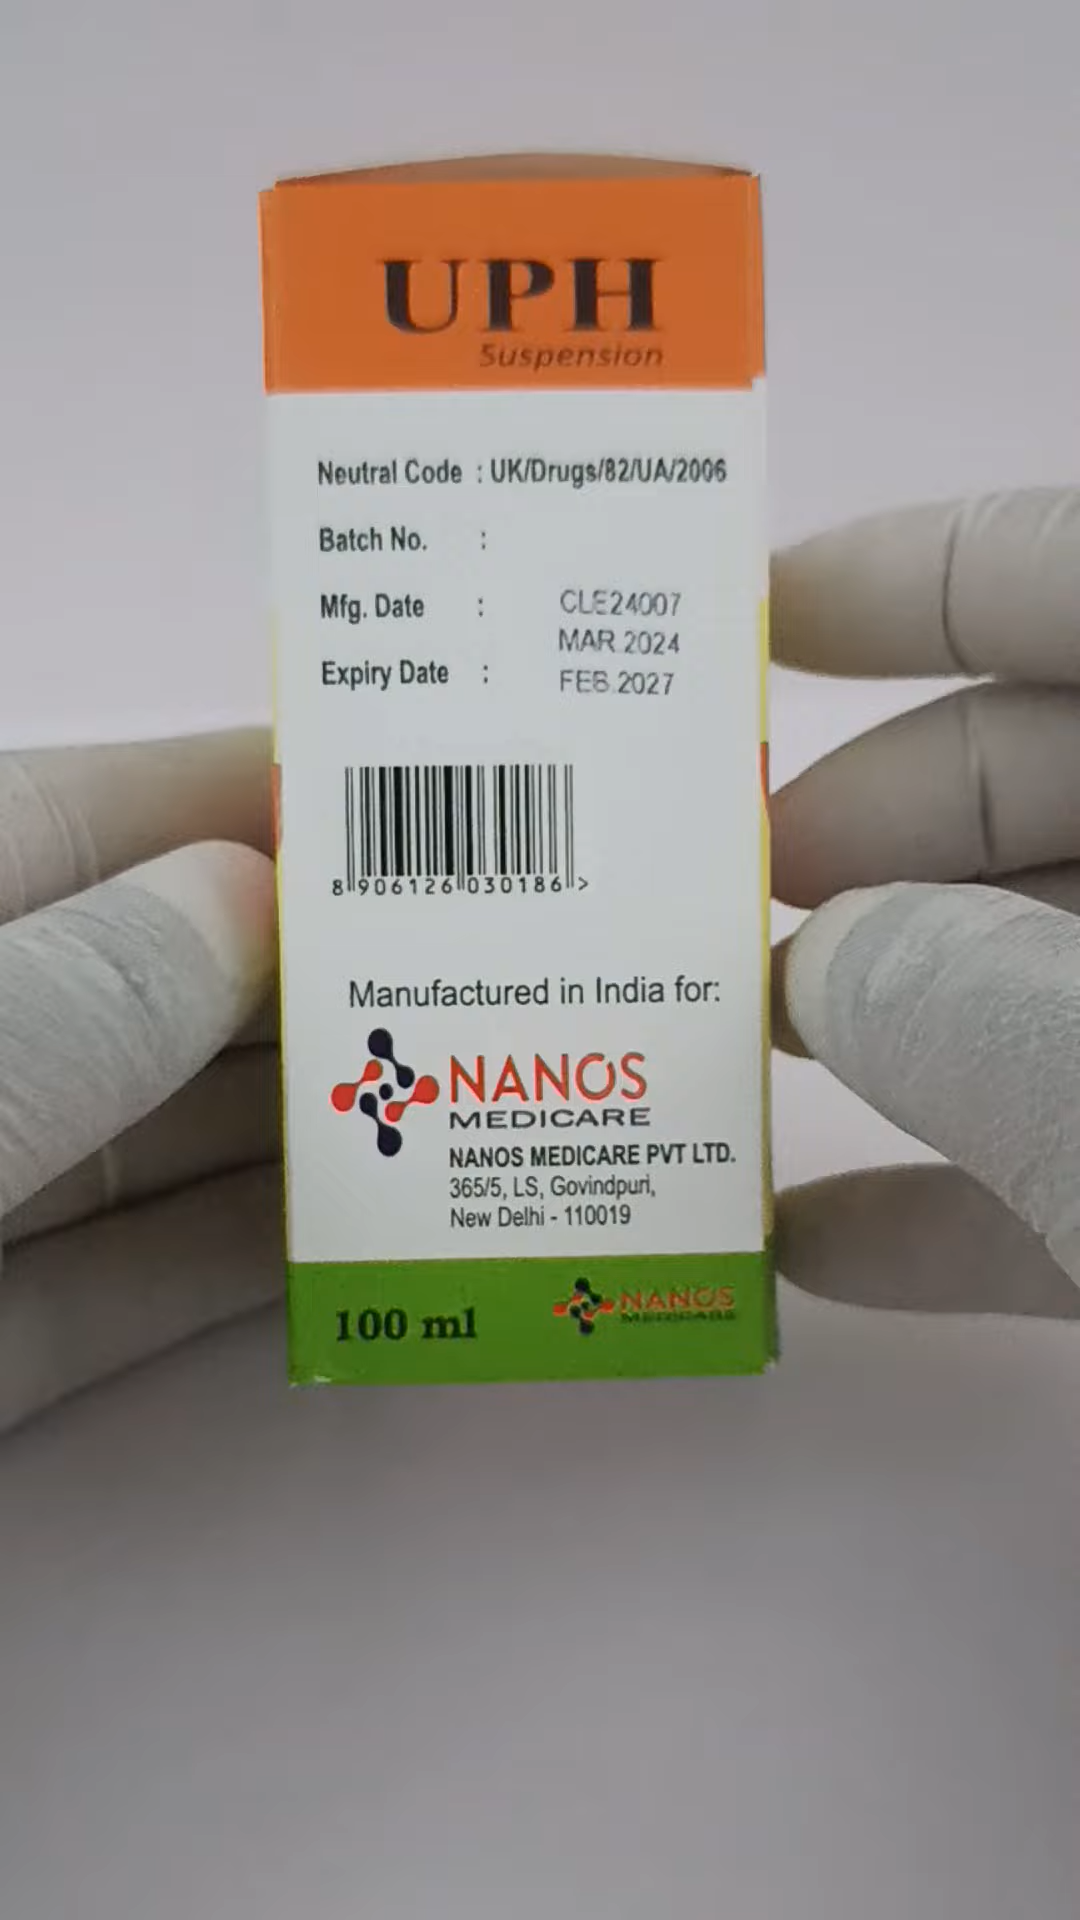 UPH
Suspension
Neutral Code : UK/Drugs/82/UA/2006
Batch No. :
Mfg. Date : CLE24007
MAR.2024
Expiry Date : FEB.2027
8 906126 030186 >
Manufactured in India for:
NANOS
MEDICARE
NANOS MEDICARE PVT LTD.
365/5, LS, Govindpuri,
New Delhi - 110019
100 ml
NANOS
MEDICARE